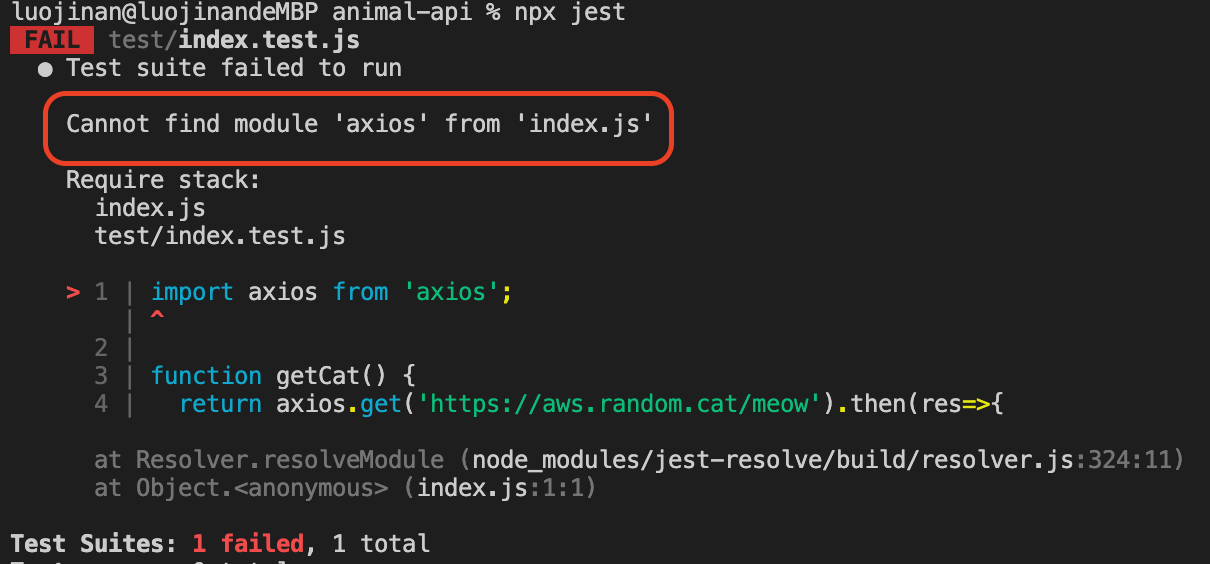 luojinan@luojinandeMBP animal-api % npx jest
FAIL test/index.test.js
● Test suite failed to run
Cannot find module 'axios' from 'index.js'
Require stack:
index.js
test/index.test.js
> 1 | import axios from 'axios';
| ^
2 |
3 | function getCat() {
4 | return axios.get('https://aws.random.cat/meow').then(res=>{
at Resolver.resolveModule (node_modules/jest-resolve/build/resolver.js:324:11)
at Object.<anonymous> (index.js:1:1)
Test Suites: 1 failed, 1 total